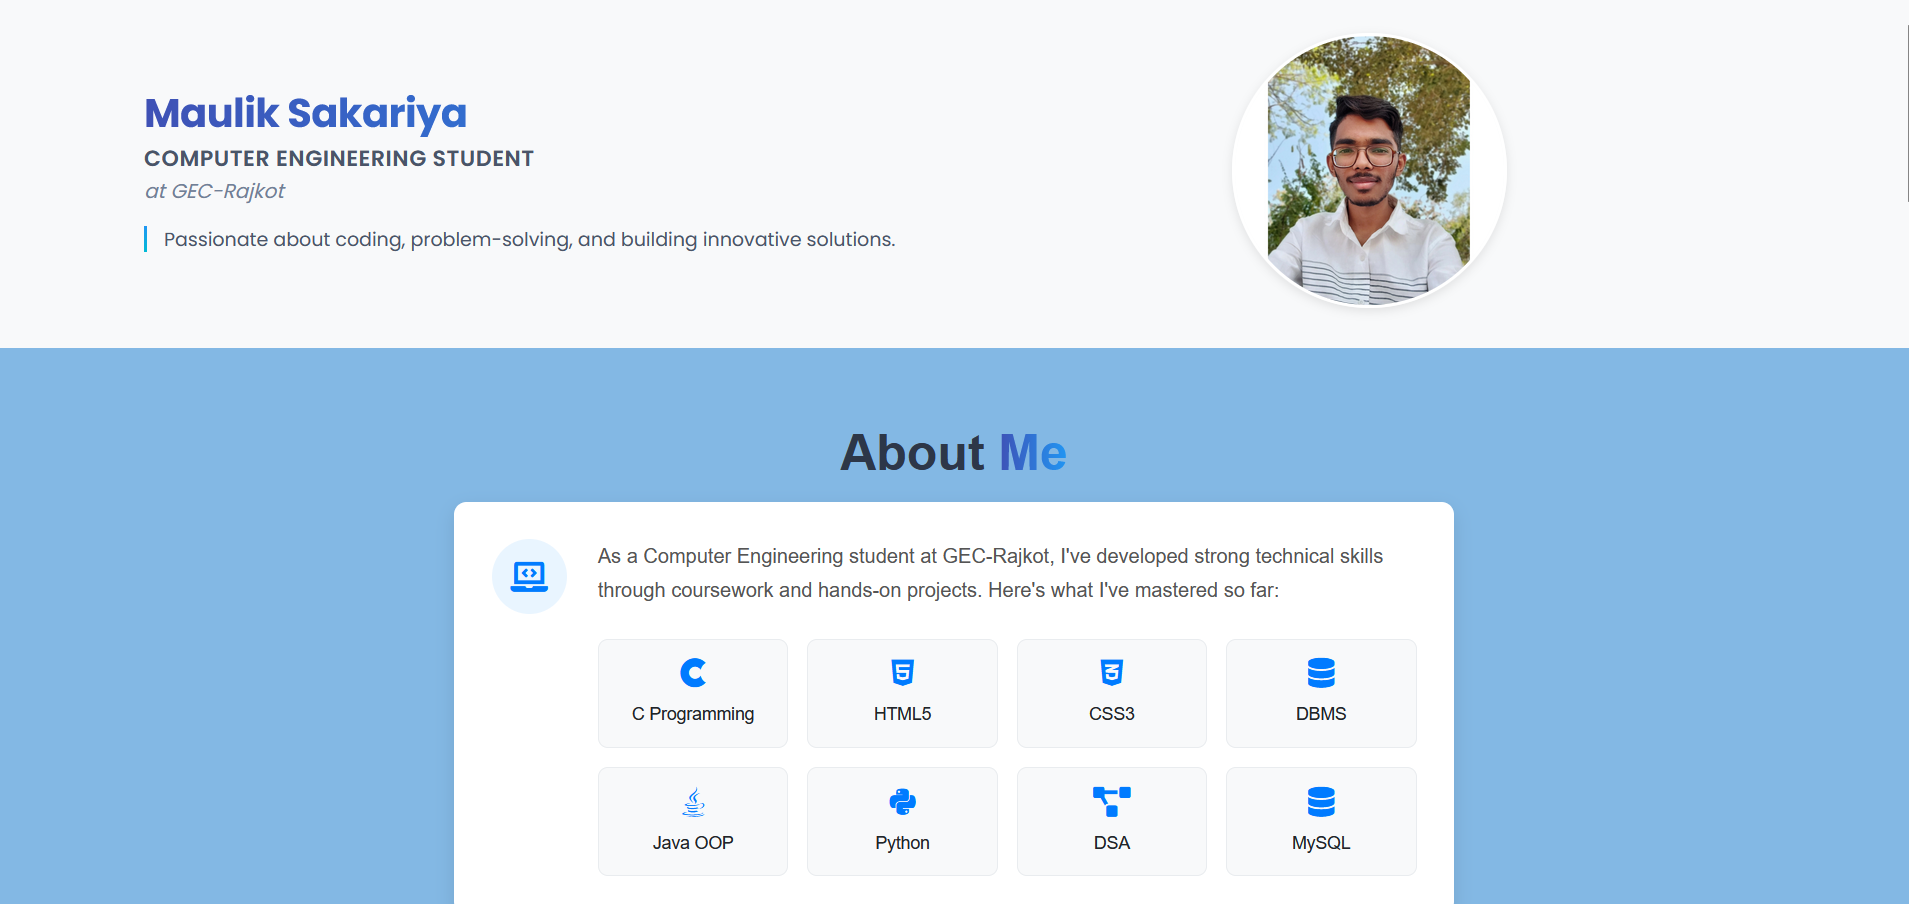 Maulik Sakariya
COMPUTER ENGINEERING STUDENT
at GEC-Rajkot
Passionate about coding, problem-solving, and building innovative solutions.
About Me
As a Computer Engineering student at GEC-Rajkot, I've developed strong technical skills
through coursework and hands-on projects. Here's what I've mastered so far:
C Programming
HTML5
CSS3
DBMS
Java OOP
Python
DSA
MySQL